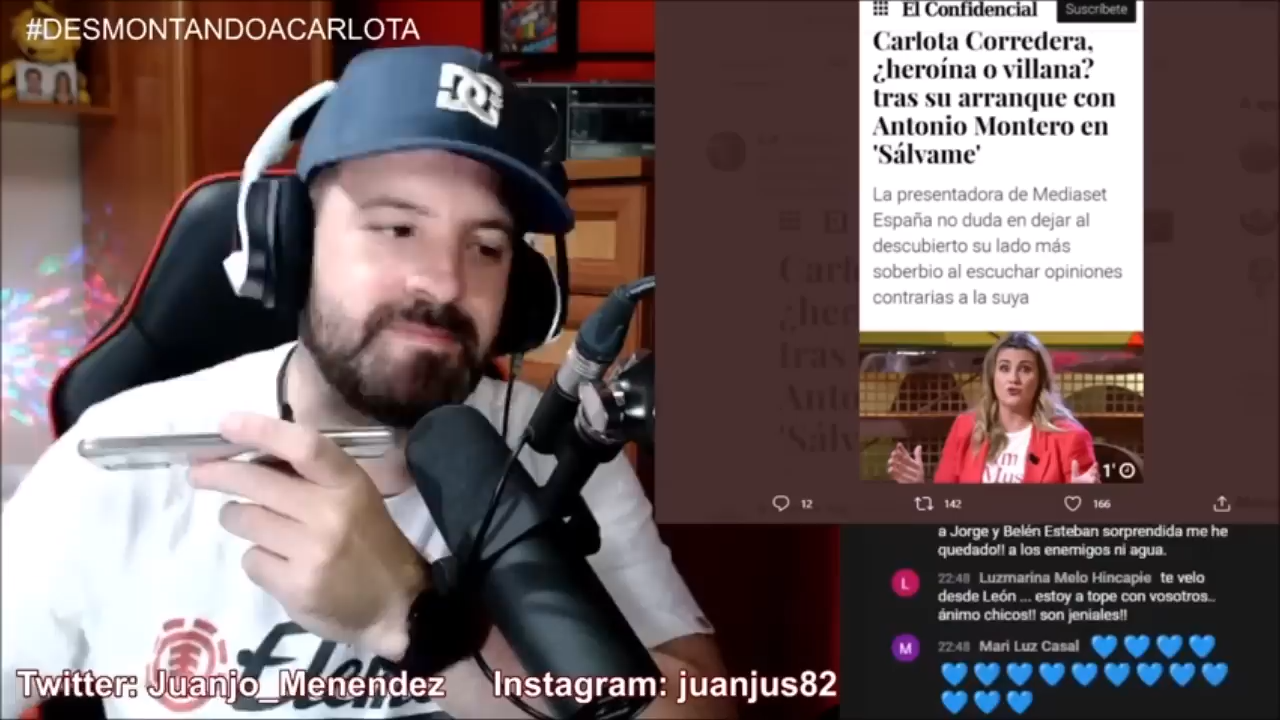 #DESMONTANDOACARLOTA
El Confidencial
Suscríbete
Carlota Corredera,
¿heroína o villana?
tras su arranque con
Antonio Montero en
'Sálvame'
La presentadora de Mediaset
España no duda en dejar al
descubierto su lado más
soberbio al escuchar opiniones
contrarias a la suya
I'm
Mus
1'
12
142
166
a Jorge y Belén Esteban sorprendida me he
quedado!! a los enemigos ni agua.
L
22:48 Luzmarina Melo Hincapie te velo
desde León ... estoy a tope con vosotros..
ánimo chicos!! son jeniales!!
M
22:48 Mari Luz Casal 💙💙💙💙
💙💙💙💙💙💙💙💙💙
💙💙💙
DC
Eleme
Twitter: Juanjo_Menendez Instagram: juanjus82